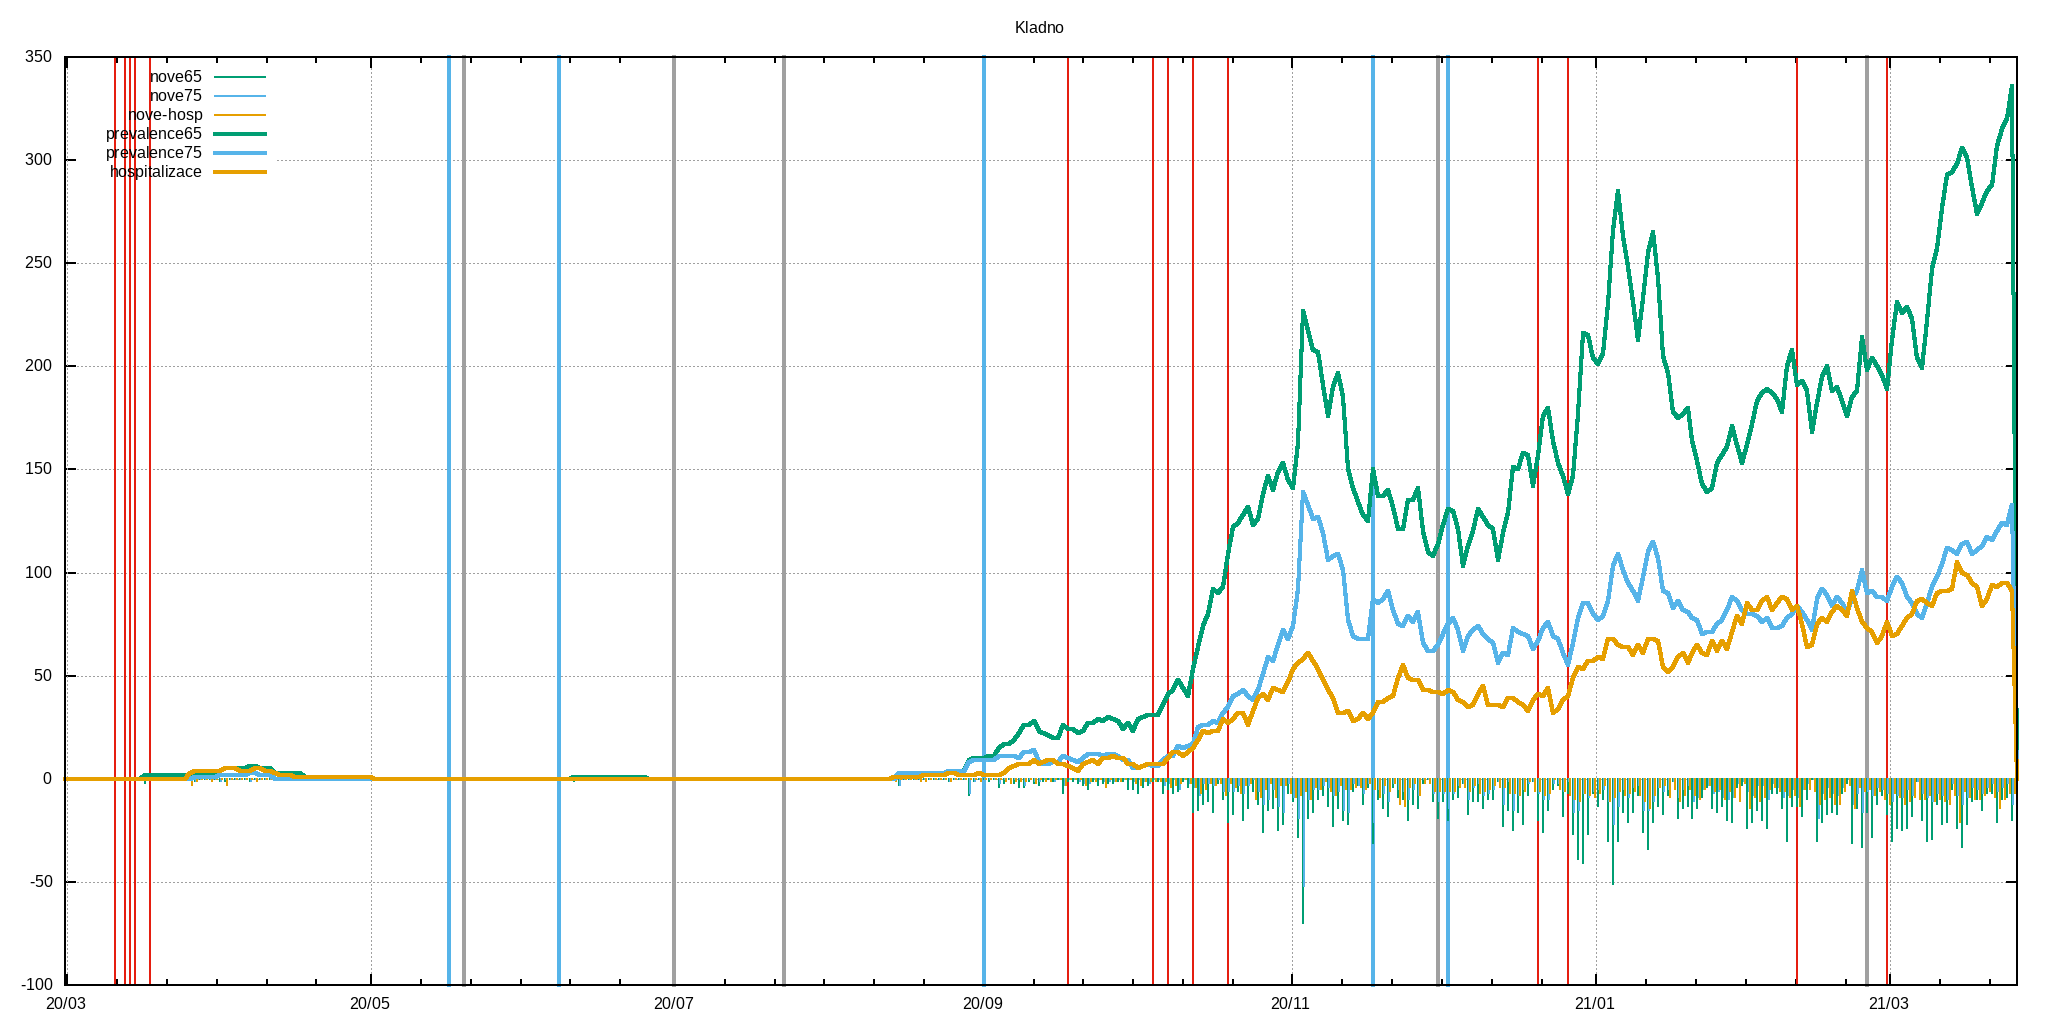 Kladno
350
nove65
nove75
nove-hosp
prevalence65
prevalence75
hospitalizace
300
250
200
150
100
50
0
-50
-100
20/03 20/05 20/07 20/09 20/11 21/01 21/03